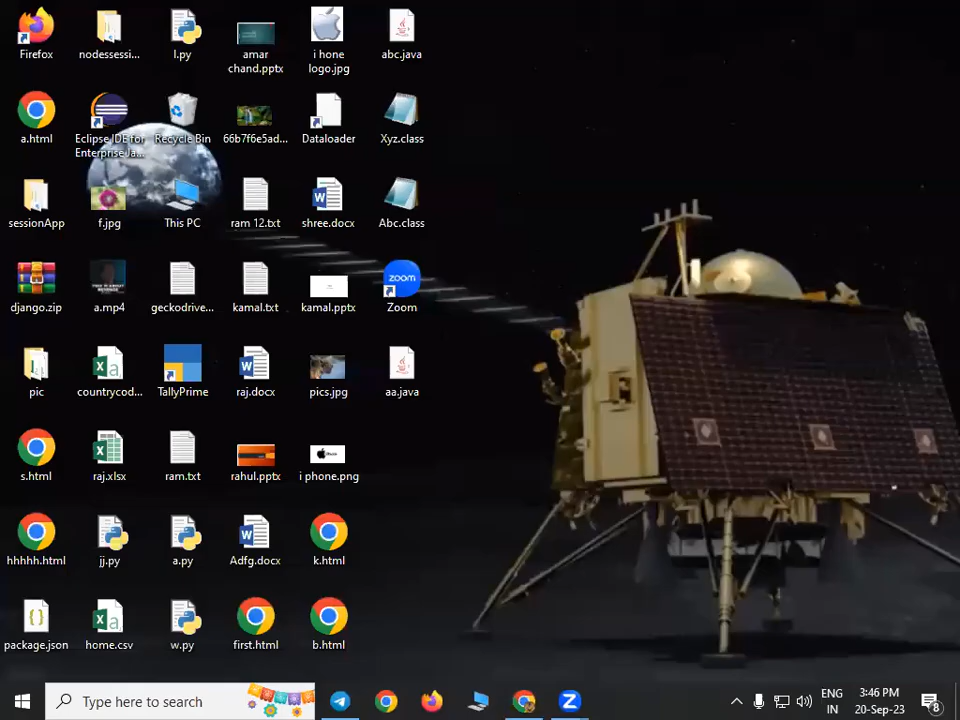 Firefox
nodessessi...
l.py
amar
chand.pptx
i hone
logo.jpg
abc.java
a.html
Eclipse IDE for
Enterprise Ja...
Recycle Bin
66b7f6e5ad...
Dataloader
Xyz.class
sessionApp
f.jpg
This PC
ram 12.txt
shree.docx
Abc.class
django.zip
a.mp4
geckodrive...
kamal.txt
kamal.pptx
zoom
Zoom
pic
countrycod...
TallyPrime
raj.docx
pics.jpg
aa.java
s.html
raj.xlsx
ram.txt
rahul.pptx
i phone.png
hhhhh.html
jj.py
a.py
Adfg.docx
k.html
package.json
home.csv
w.py
first.html
b.html
Type here to search
ENG
IN
3:46 PM
20-Sep-23
8